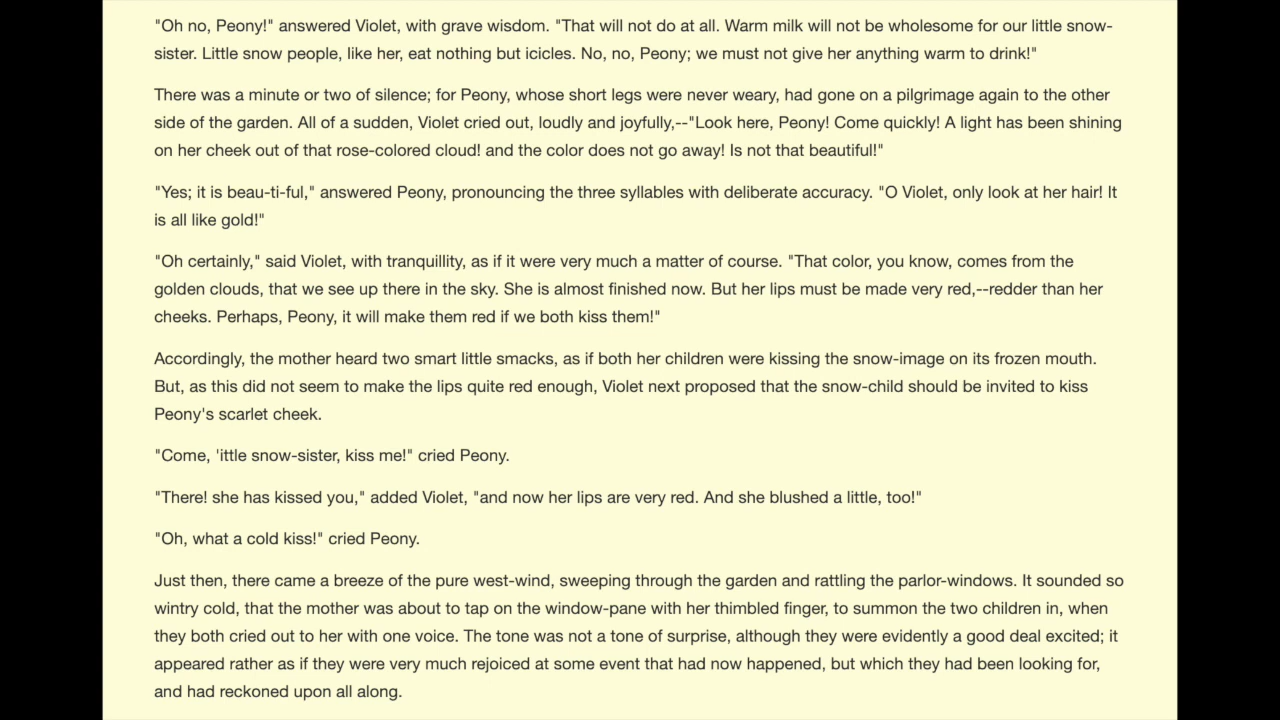 "Oh no, Peony!" answered Violet, with grave wisdom. "That will not do at all. Warm milk will not be wholesome for our little snow-
sister. Little snow people, like her, eat nothing but icicles. No, no, Peony; we must not give her anything warm to drink!"
There was a minute or two of silence; for Peony, whose short legs were never weary, had gone on a pilgrimage again to the other
side of the garden. All of a sudden, Violet cried out, loudly and joyfully,--"Look here, Peony! Come quickly! A light has been shining
on her cheek out of that rose-colored cloud! and the color does not go away! Is not that beautiful!"
"Yes; it is beau-ti-ful," answered Peony, pronouncing the three syllables with deliberate accuracy. "O Violet, only look at her hair! It
is all like gold!"
"Oh certainly," said Violet, with tranquillity, as if it were very much a matter of course. "That color, you know, comes from the
golden clouds, that we see up there in the sky. She is almost finished now. But her lips must be made very red,--redder than her
cheeks. Perhaps, Peony, it will make them red if we both kiss them!"
Accordingly, the mother heard two smart little smacks, as if both her children were kissing the snow-image on its frozen mouth.
But, as this did not seem to make the lips quite red enough, Violet next proposed that the snow-child should be invited to kiss
Peony's scarlet cheek.
"Come, 'ittle snow-sister, kiss me!" cried Peony.
"There! she has kissed you," added Violet, "and now her lips are very red. And she blushed a little, too!"
"Oh, what a cold kiss!" cried Peony.
Just then, there came a breeze of the pure west-wind, sweeping through the garden and rattling the parlor-windows. It sounded so
wintry cold, that the mother was about to tap on the window-pane with her thimbled finger, to summon the two children in, when
they both cried out to her with one voice. The tone was not a tone of surprise, although they were evidently a good deal excited; it
appeared rather as if they were very much rejoiced at some event that had now happened, but which they had been looking for,
and had reckoned upon all along.